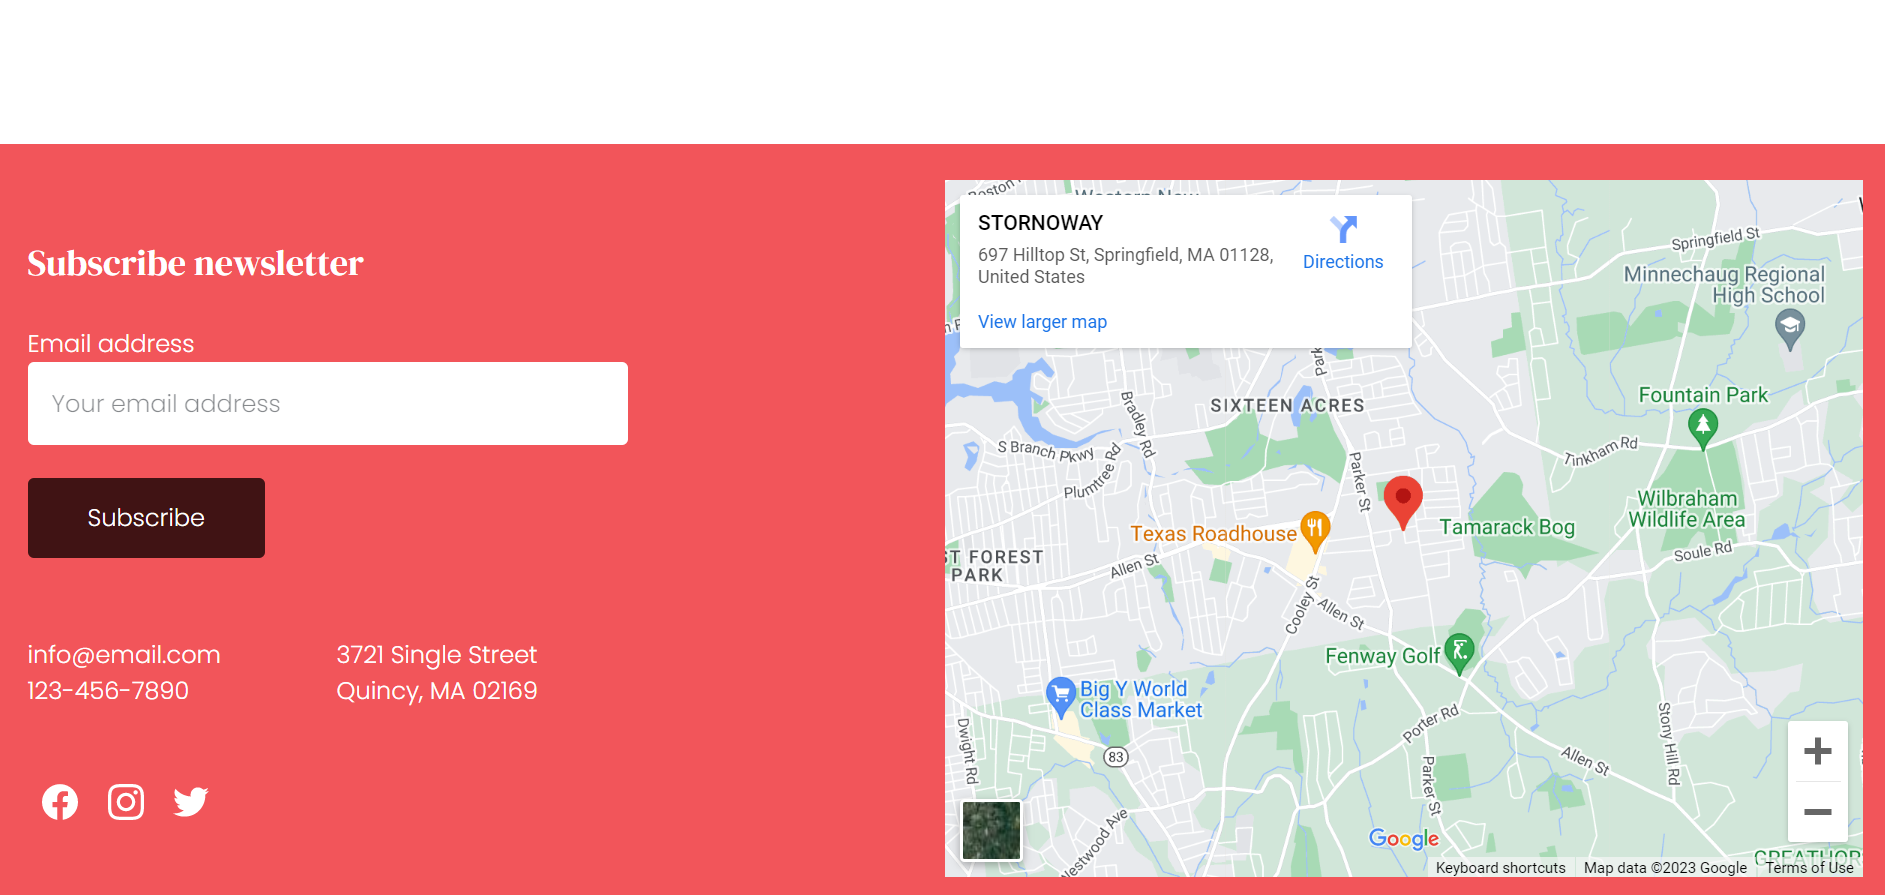 Subscribe newsletter
Email address
Your email address
Subscribe
info@email.com
123-456-7890
3721 Single Street
Quincy, MA 02169
STORNOWAY
697 Hilltop St, Springfield, MA 01128,
United States
Directions
View larger map
Boston
Springfield St
Minnechaug Regional
High School
Parker
Bradley Rd
SIXTEEN ACRES
Fountain Park
S Branch Pkwy
Plumtree Rd
Parker St
Tinkham Rd
Wilbraham
Wildlife Area
Texas Roadhouse
Tamarack Bog
ST FOREST
PARK
Allen St
Soule Rd
Cooley St
Allen St
Fenway Golf
Big Y World
Class Market
Dwight Rd
83
Porter Rd
Stony Hill Rd
Parker St
Allen St
Westwood Ave
Google
Keyboard shortcuts
Map data ©2023 Google
Terms of Use